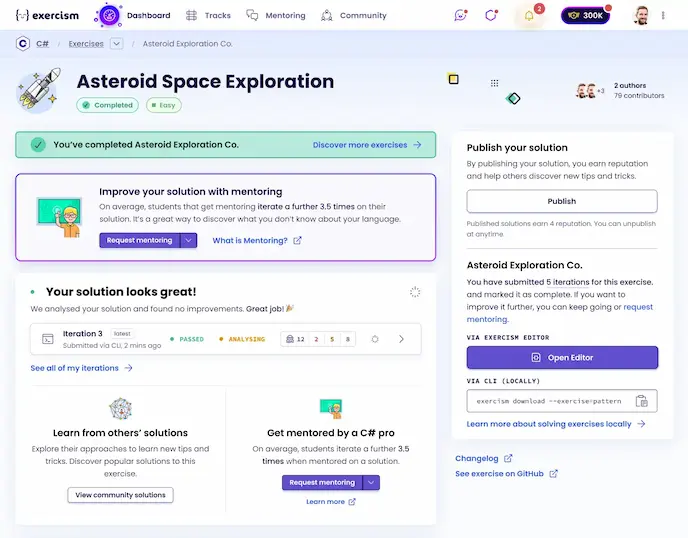 exercism
Dashboard
Tracks
Mentoring
Community
2
300K
C#
Exercises
Asteroid Exploration Co.
Asteroid Space Exploration
Completed
Easy
+3
2 authors
79 contributors
You've completed Asteroid Exploration Co.
Discover more exercises
Improve your solution with mentoring
On average, students that get mentoring iterate a further 3.5 times on their
solution. It's a great way to discover what you don't know about your language.
Request mentoring
What is Mentoring?
Your solution looks great!
We analysed your solution and found no improvements. Great job!
Iteration 3
latest
Submitted via CLI, 2 mins ago
PASSED
ANALYSING
12 2 5 8
See all of my iterations
Learn from others' solutions
Explore their approaches to learn new tips and
tricks. Discover popular solutions to this
exercise.
View community solutions
Get mentored by a C# pro
On average, students iterate a further 3.5
times when mentored on a solution.
Request mentoring
Learn more
Publish your solution
By publishing your solution, you earn reputation
and help others discover new tips and tricks.
Publish
Published solutions earn 4 reputation. You can unpublish
at anytime
Asteroid Exploration Co.
You have submitted 5 iterations for this exercise.
and marked it as complete. If you want to
improve it further, you can keep going or request
mentoring.
VIA EXERCISM EDITOR
Open Editor
VIA CLI (LOCALLY)
exercism download --exercise=pattern
Learn more about solving exercises locally
Changelog
See exercise on GitHub